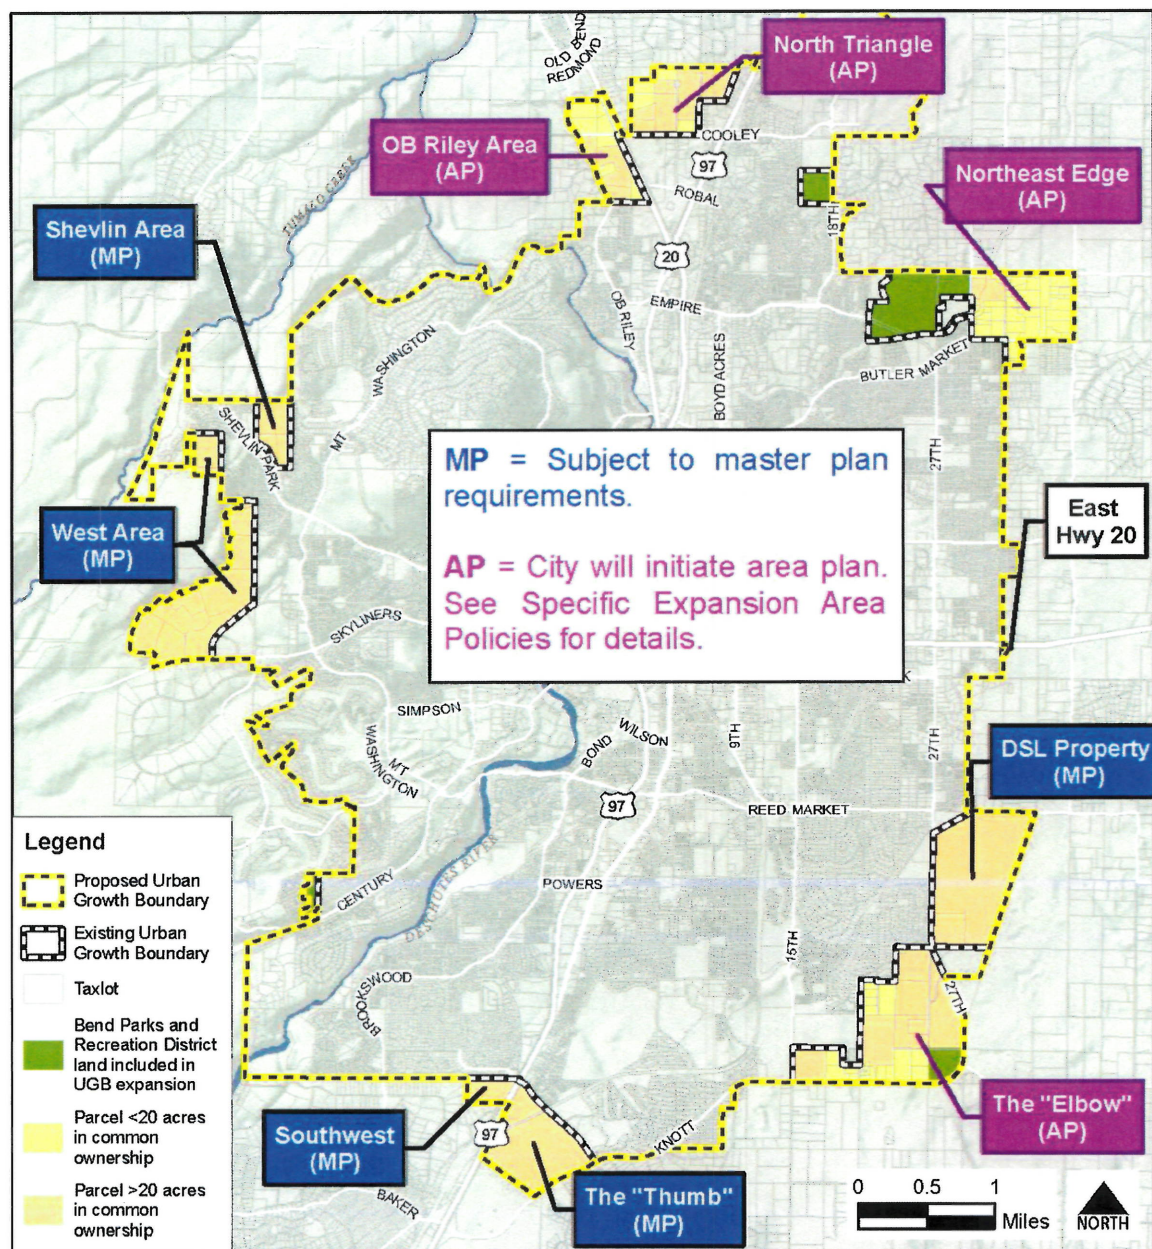 OLD BEND
REDMOND
North Triangle
(AP)
COOLEY
OB Riley Area
(AP)
97
ROBAL
Northeast Edge
(AP)
18TH
TUMALO CREEK
Shevlin Area
(MP)
20
OB RILEY
EMPIRE
WASHINGTON
MT
BOYD ACRES
BUTLER MARKET
SHEVLIN PARK
27TH
MP = Subject to master plan
requirements.
AP = City will initiate area plan.
See Specific Expansion Area
Policies for details.
East
Hwy 20
West Area
(MP)
SKYLINERS
K
SIMPSON
WASHINGTON
MT
BOND
WILSON
9TH
27TH
DSL Property
(MP)
97
REED MARKET
CENTURY
DESCHUTES RIVER
POWERS
15TH
BROOKSWOOD
27TH
Legend
Proposed Urban
Growth Boundary
Existing Urban
Growth Boundary
Taxlot
Bend Parks and
Recreation District
land included in
UGB expansion
Parcel <20 acres
in common
ownership
Parcel >20 acres
in common
ownership
Southwest
(MP)
97
KNOTT
The "Elbow"
(AP)
BAKER
The "Thumb"
(MP)
0 0.5 1
Miles
NORTH